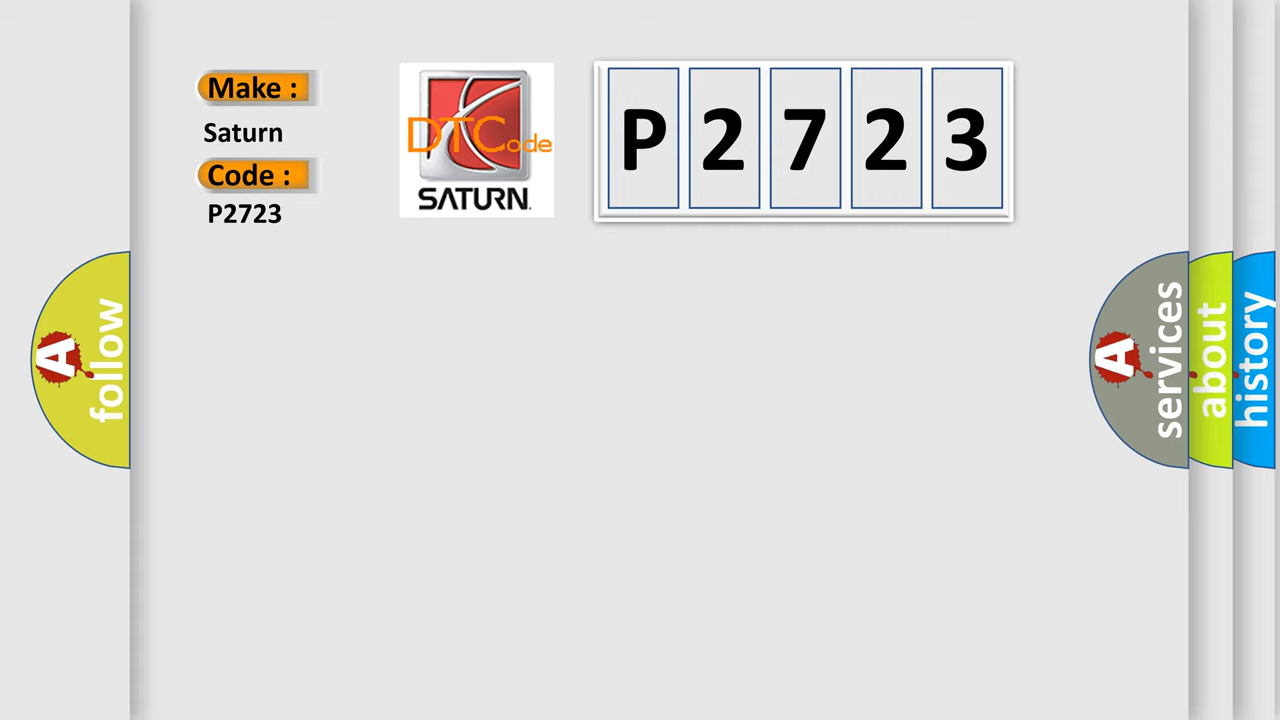 Make :
Saturn
Code :
P2723
DTCode
SATURN.
P 2 7 2 3
A
follow
A
services
about
history